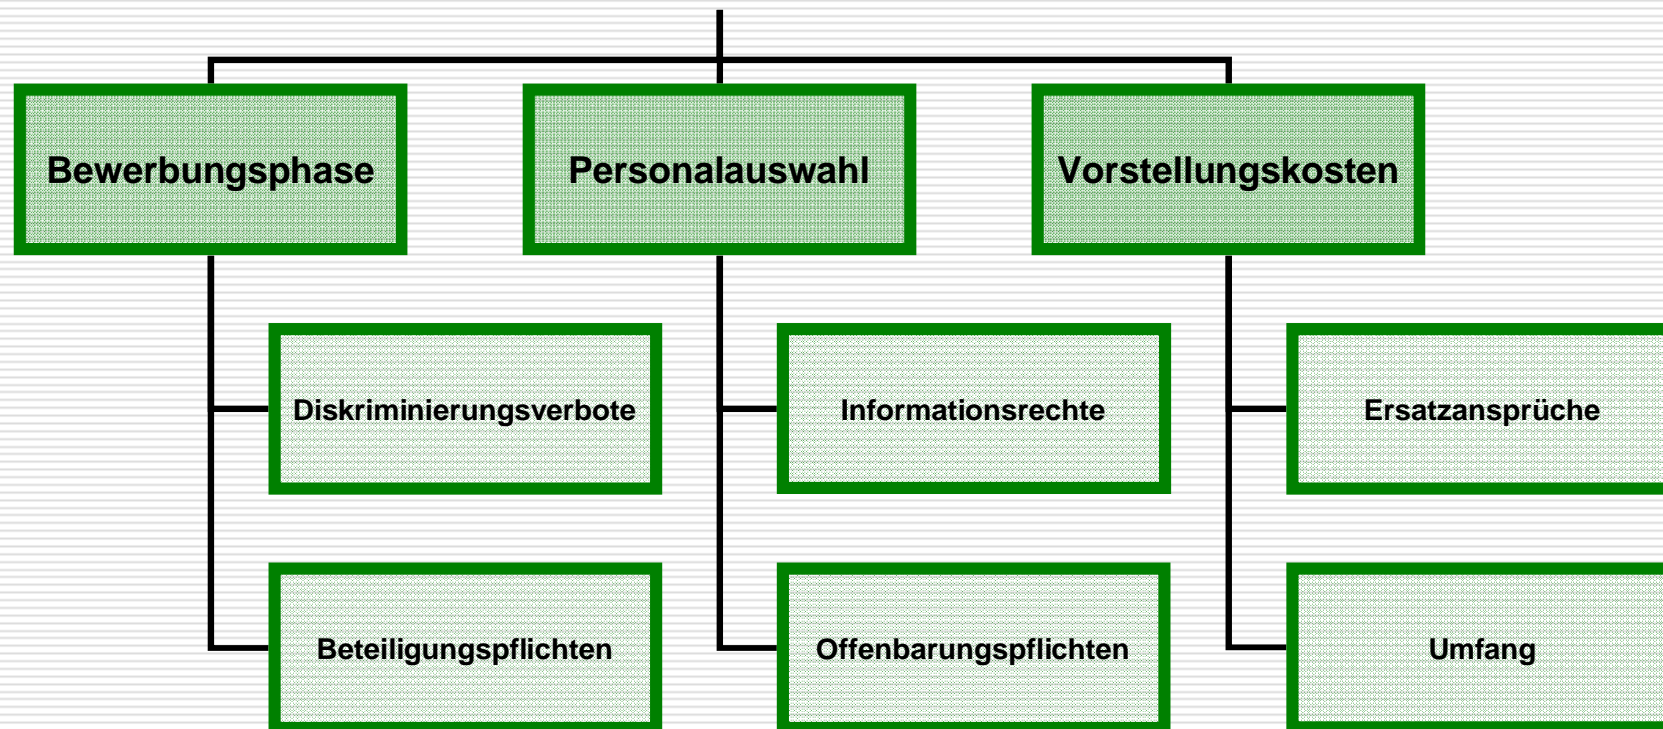 Bewerbungsphase
Personalauswahl
Vorstellungskosten
Diskriminierungsverbote
Informationsrechte
Ersatzansprüche
Beteiligungspflichten
Offenbarungspflichten
Umfang